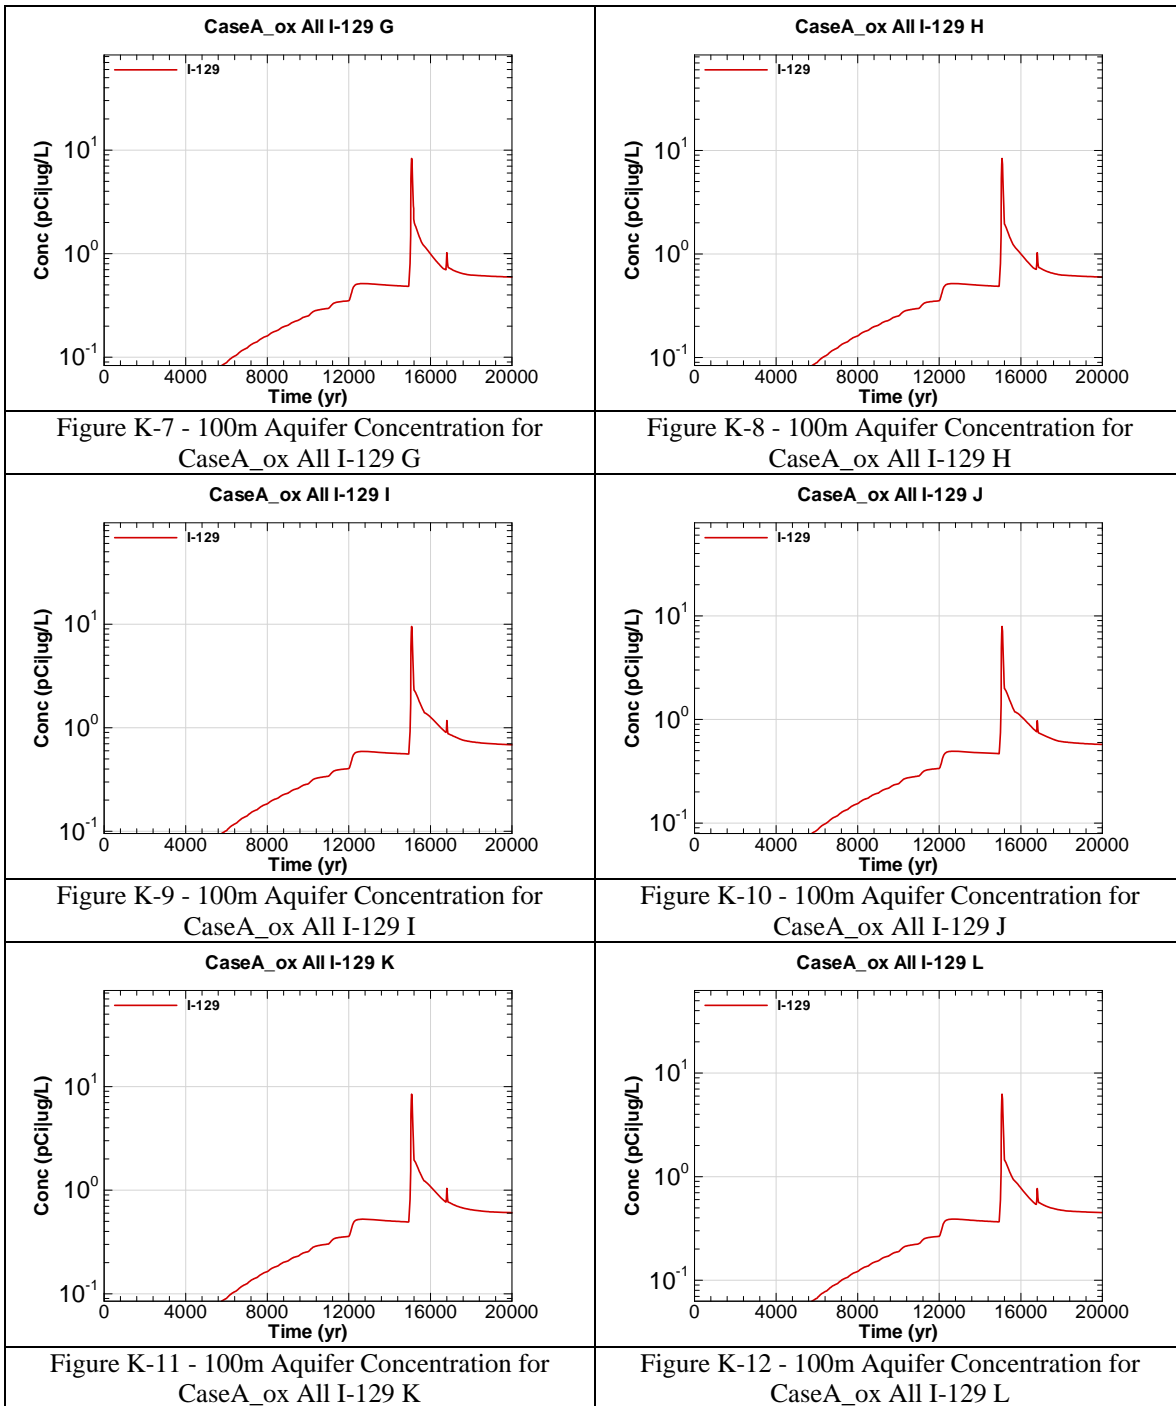 CaseA_ox All I-129 G
I-129
Conc (pCi|ug/L)
10^1
10^0
10^-1
0 4000 8000 12000 16000 20000
Time (yr)
Figure K-7 - 100m Aquifer Concentration for
CaseA_ox All I-129 G
CaseA_ox All I-129 H
I-129
Conc (pCi|ug/L)
10^1
10^0
10^-1
0 4000 8000 12000 16000 20000
Time (yr)
Figure K-8 - 100m Aquifer Concentration for
CaseA_ox All I-129 H
CaseA_ox All I-129 I
I-129
Conc (pCi|ug/L)
10^1
10^0
10^-1
0 4000 8000 12000 16000 20000
Time (yr)
Figure K-9 - 100m Aquifer Concentration for
CaseA_ox All I-129 I
CaseA_ox All I-129 J
I-129
Conc (pCi|ug/L)
10^1
10^0
10^-1
0 4000 8000 12000 16000 20000
Time (yr)
Figure K-10 - 100m Aquifer Concentration for
CaseA_ox All I-129 J
CaseA_ox All I-129 K
I-129
Conc (pCi|ug/L)
10^1
10^0
10^-1
0 4000 8000 12000 16000 20000
Time (yr)
Figure K-11 - 100m Aquifer Concentration for
CaseA_ox All I-129 K
CaseA_ox All I-129 L
I-129
Conc (pCi|ug/L)
10^1
10^0
10^-1
0 4000 8000 12000 16000 20000
Time (yr)
Figure K-12 - 100m Aquifer Concentration for
CaseA_ox All I-129 L